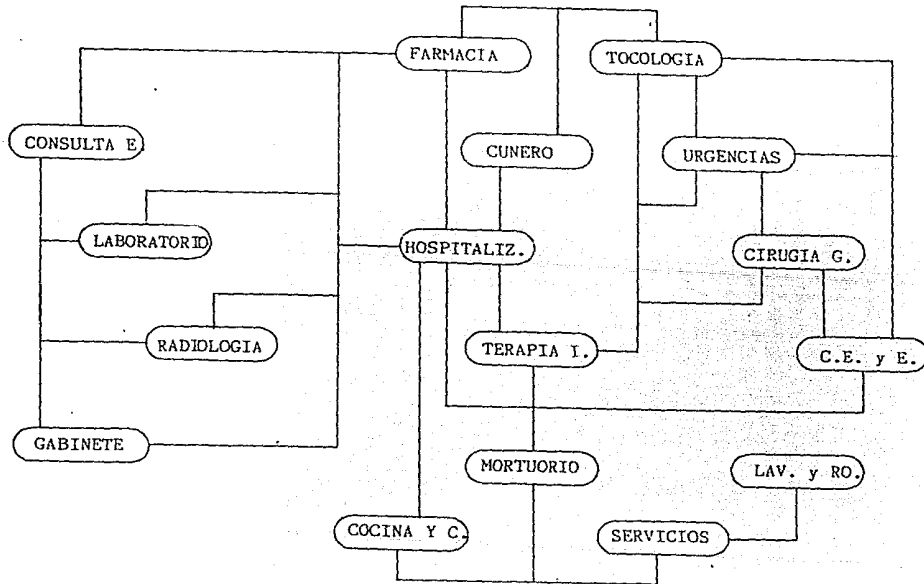 FARMACIA
TOCOLOGIA
CONSULTA E.
CUNERO
URGENCIAS
LABORATORIO
HOSPITALIZ.
CIRUGIA G.
RADIOLOGIA
TERAPIA I.
C.E. y E.
GABINETE
MORTUORIO
LAV. y RO.
COCINA Y C.
SERVICIOS